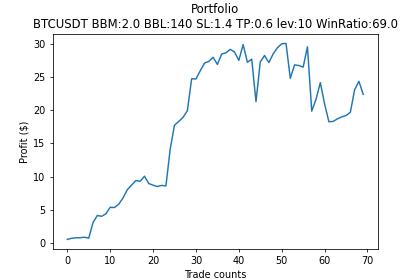 Portfolio
BTCUSDT BBM:2.0 BBL:140 SL:1.4 TP:0.6 lev:10 WinRatio:69.0
30
25
20
15
10
5
0
Profit ($)
0 10 20 30 40 50 60 70
Trade counts